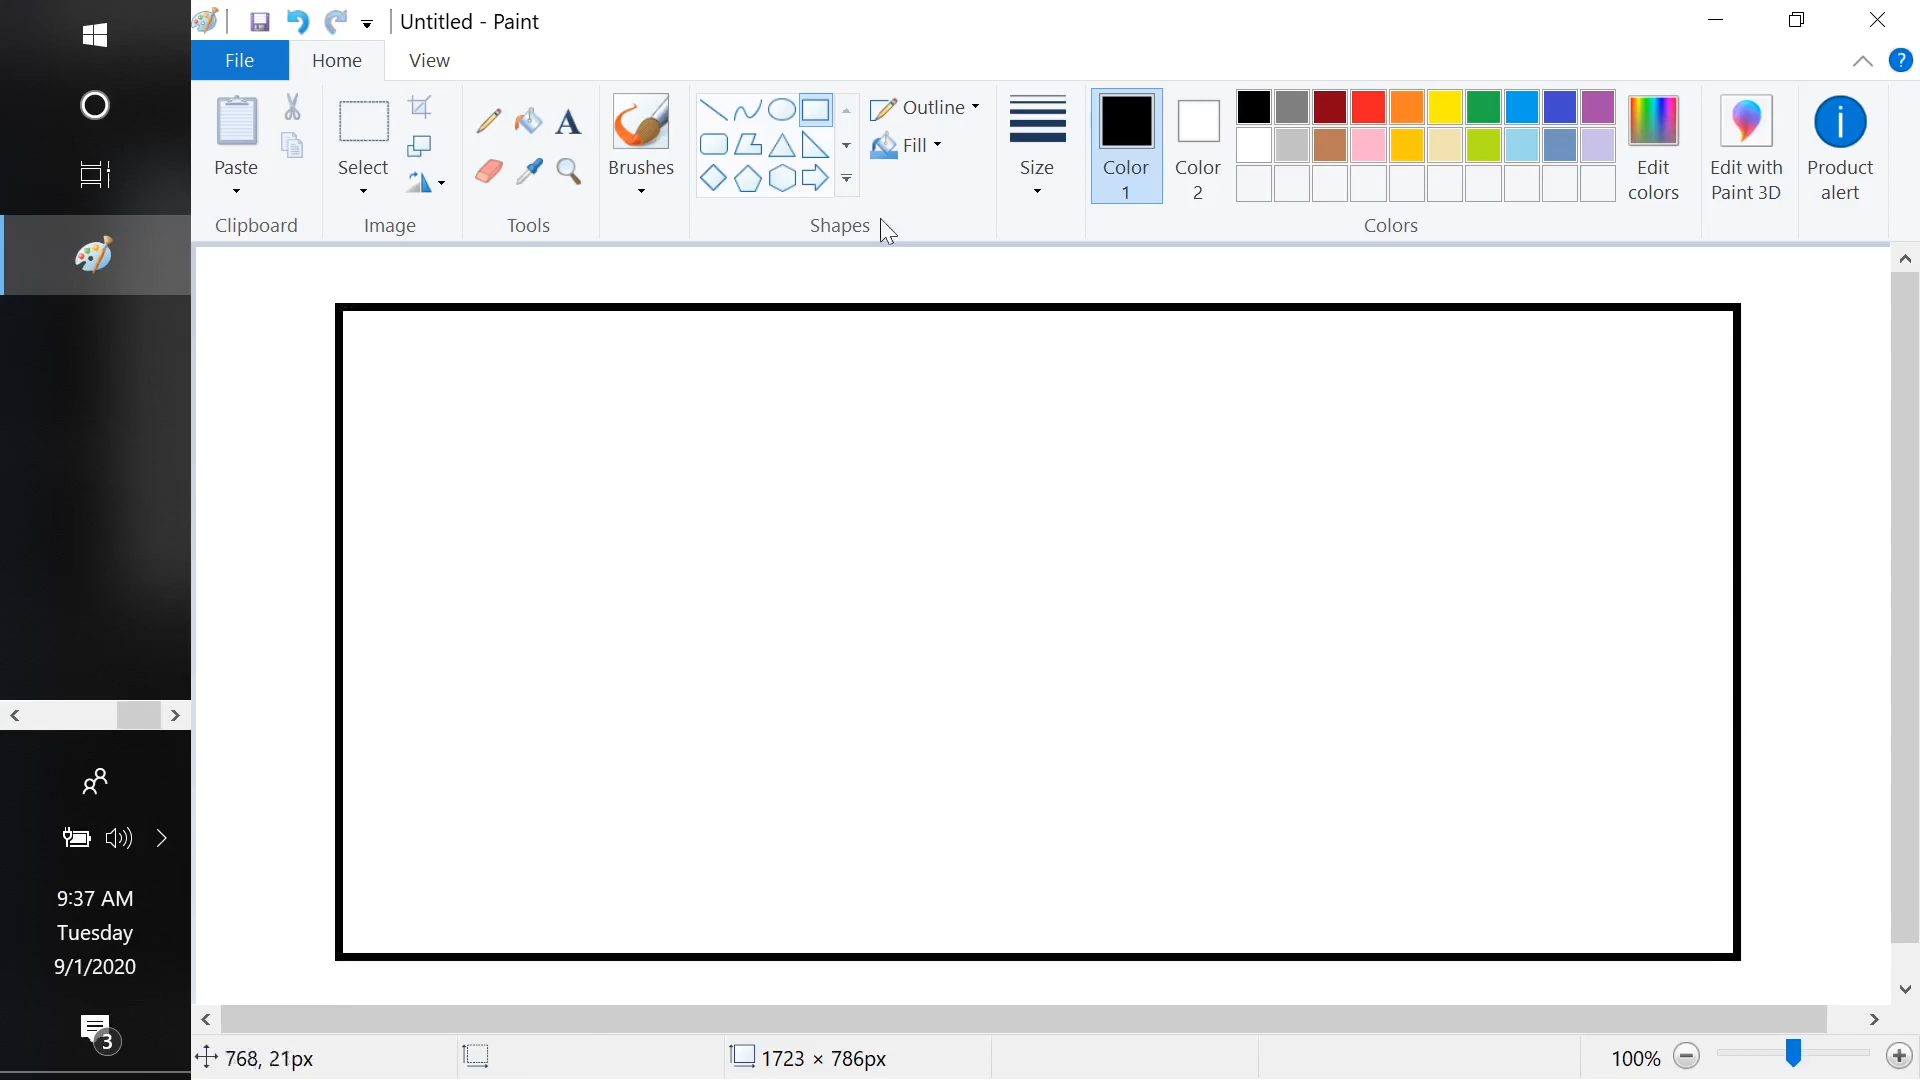 Untitled - Paint
File Home View
Outline
Fill
Paste
Select
Brushes
Size
Color
1
Color
2
Edit
colors
Edit with
Paint 3D
Product
alert
Clipboard
Image
Tools
Shapes
Colors
9:37 AM
Tuesday
9/1/2020
3
768, 21px
1723 × 786px
100%